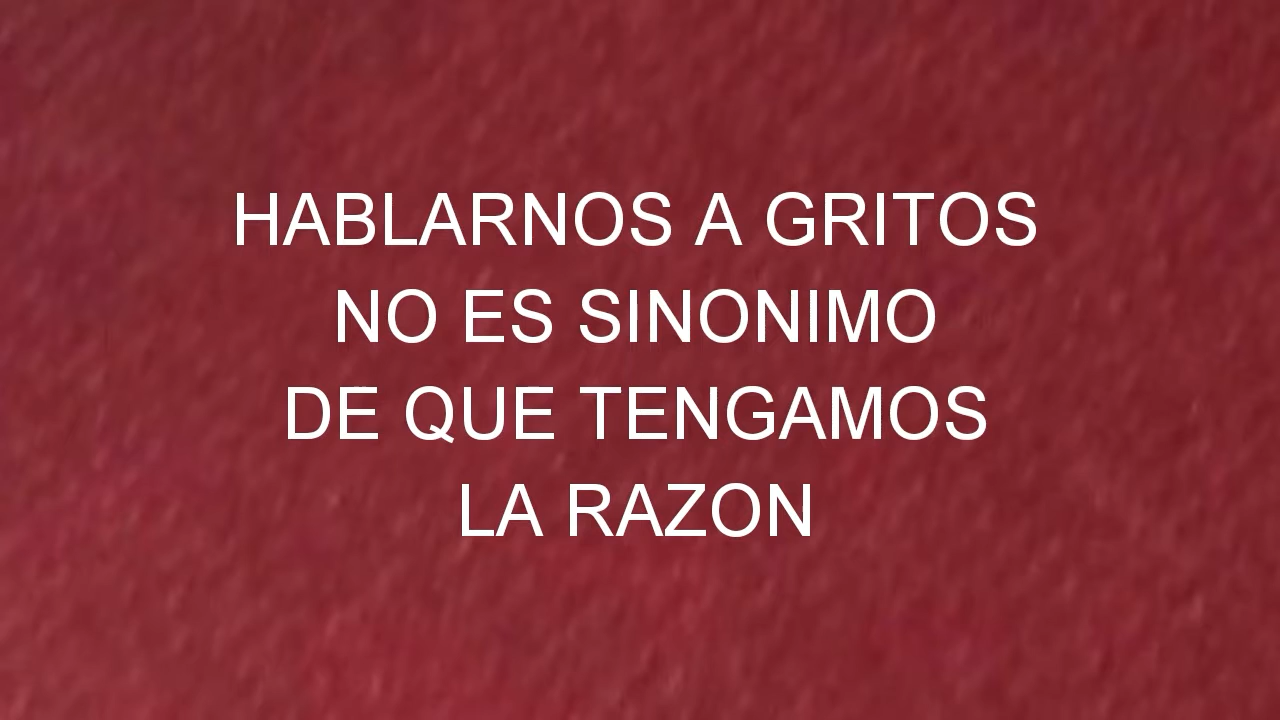 HABLARNOS A GRITOS
NO ES SINONIMO
DE QUE TENGAMOS
LA RAZON